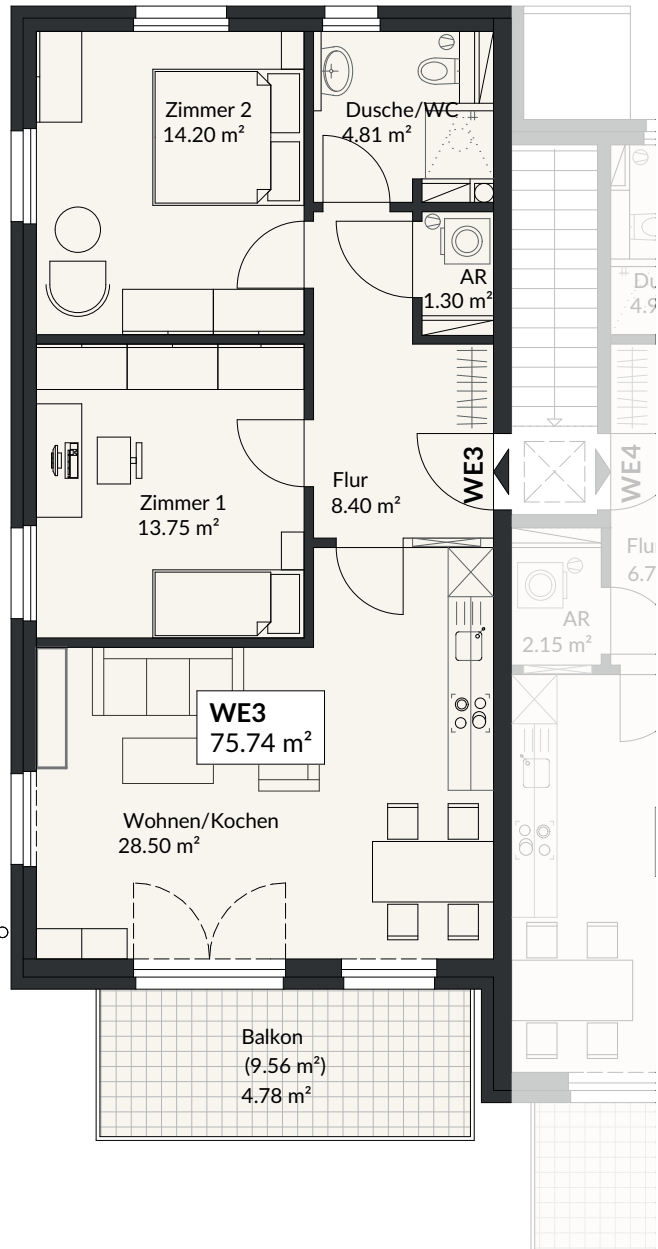 Zimmer 2
14.20 m²
Dusche/WC
4.81 m²
AR
1.30 m²
Zimmer 1
13.75 m²
Flur
8.40 m²
WE3
WE4
AR
2.15 m²
WE3
75.74 m²
Wohnen/Kochen
28.50 m²
Balkon
(9.56 m²)
4.78 m²